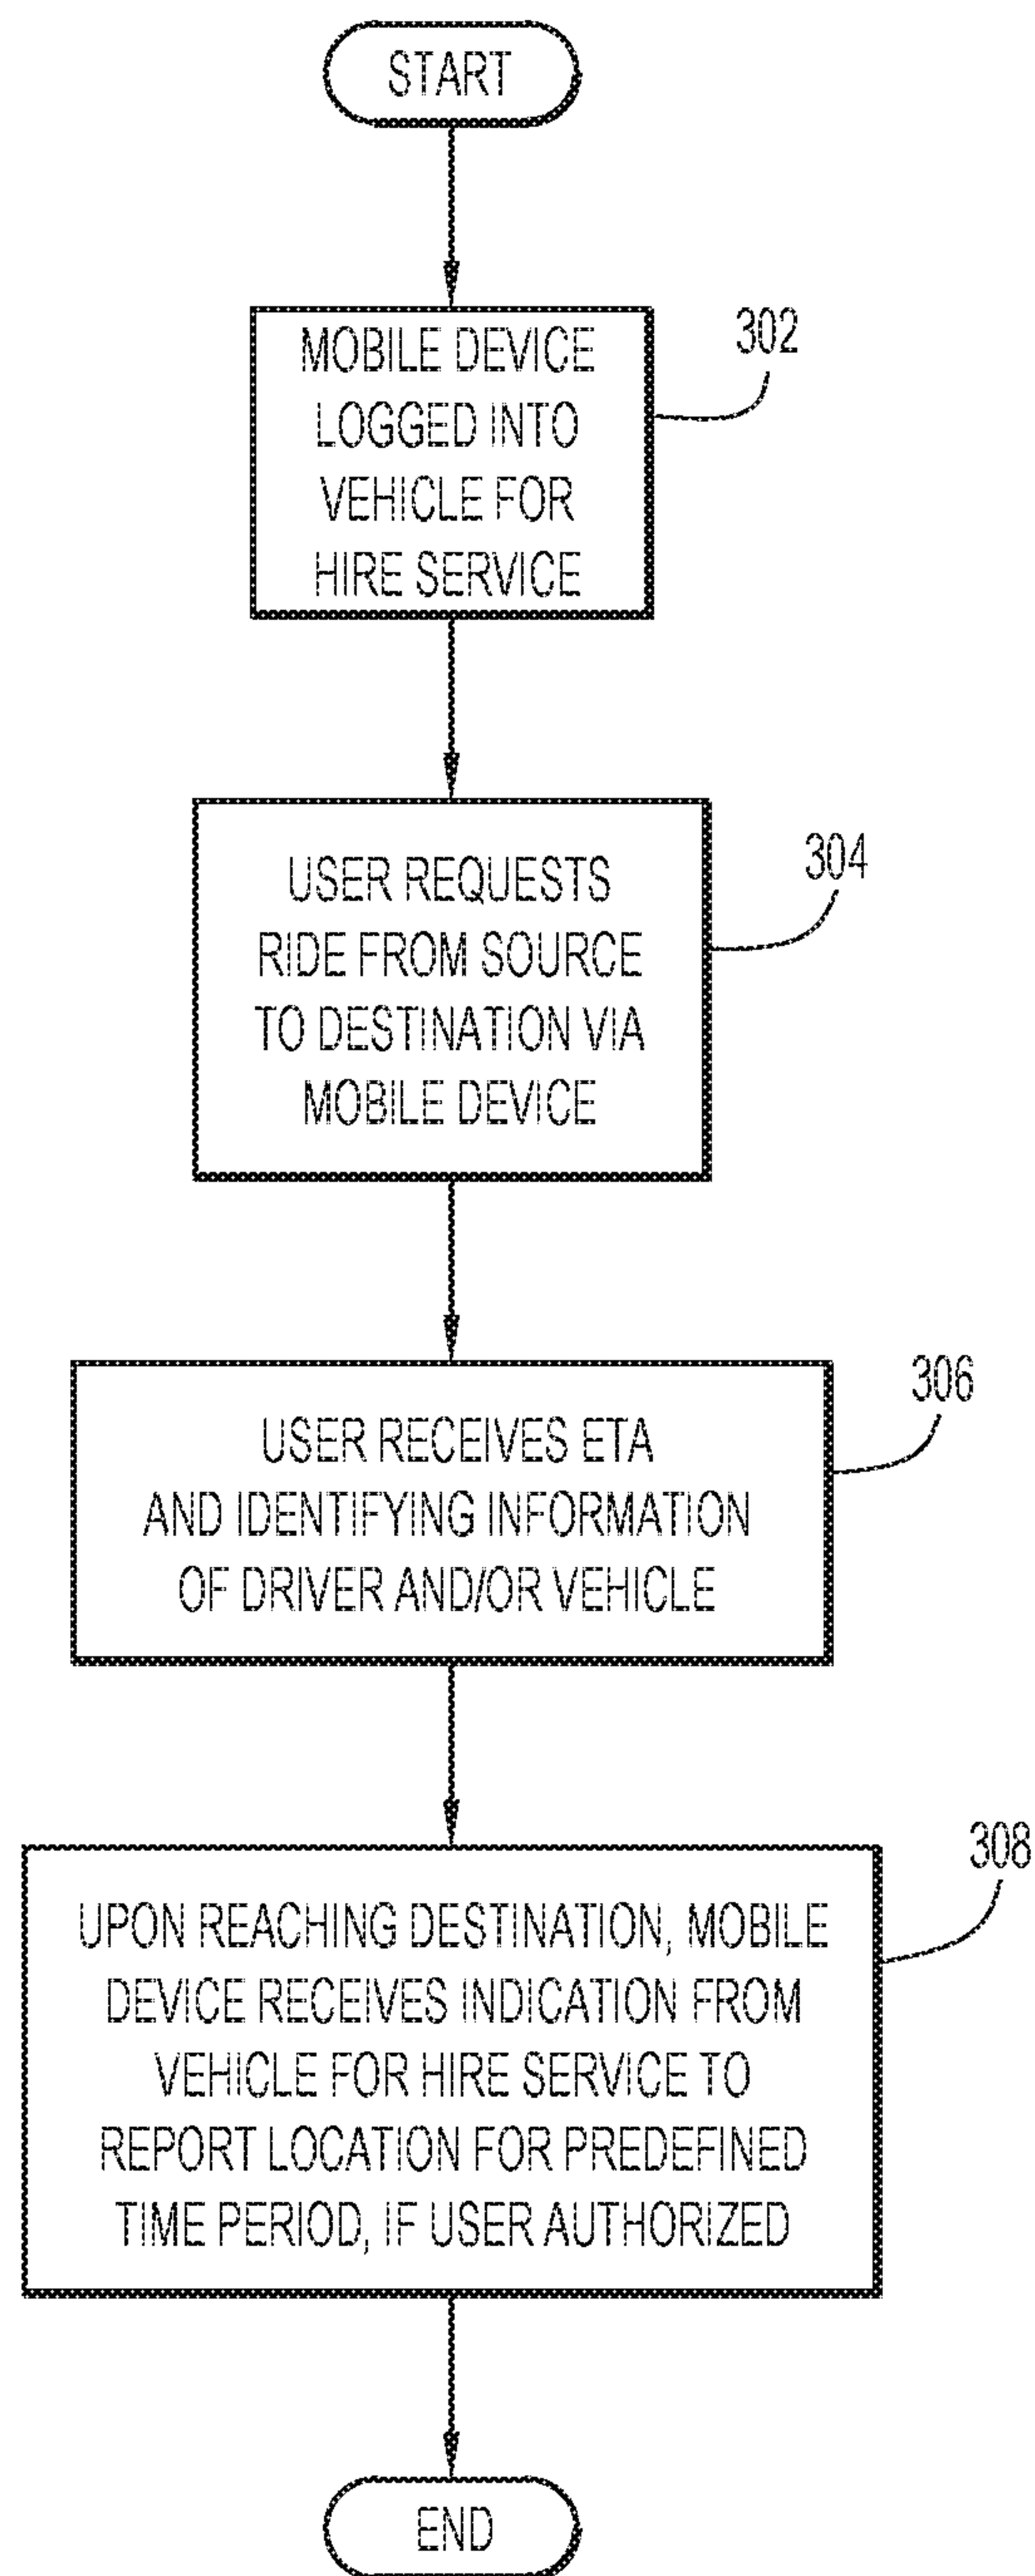 START
MOBILE DEVICE
LOGGED INTO
VEHICLE FOR
HIRE SERVICE
302
USER REQUESTS
RIDE FROM SOURCE
TO DESTINATION VIA
MOBILE DEVICE
304
USER RECEIVES ETA
AND IDENTIFYING INFORMATION
OF DRIVER AND/OR VEHICLE
306
UPON REACHING DESTINATION, MOBILE
DEVICE RECEIVES INDICATION FROM
VEHICLE FOR HIRE SERVICE TO
REPORT LOCATION FOR PREDEFINED
TIME PERIOD, IF USER AUTHORIZED
308
END